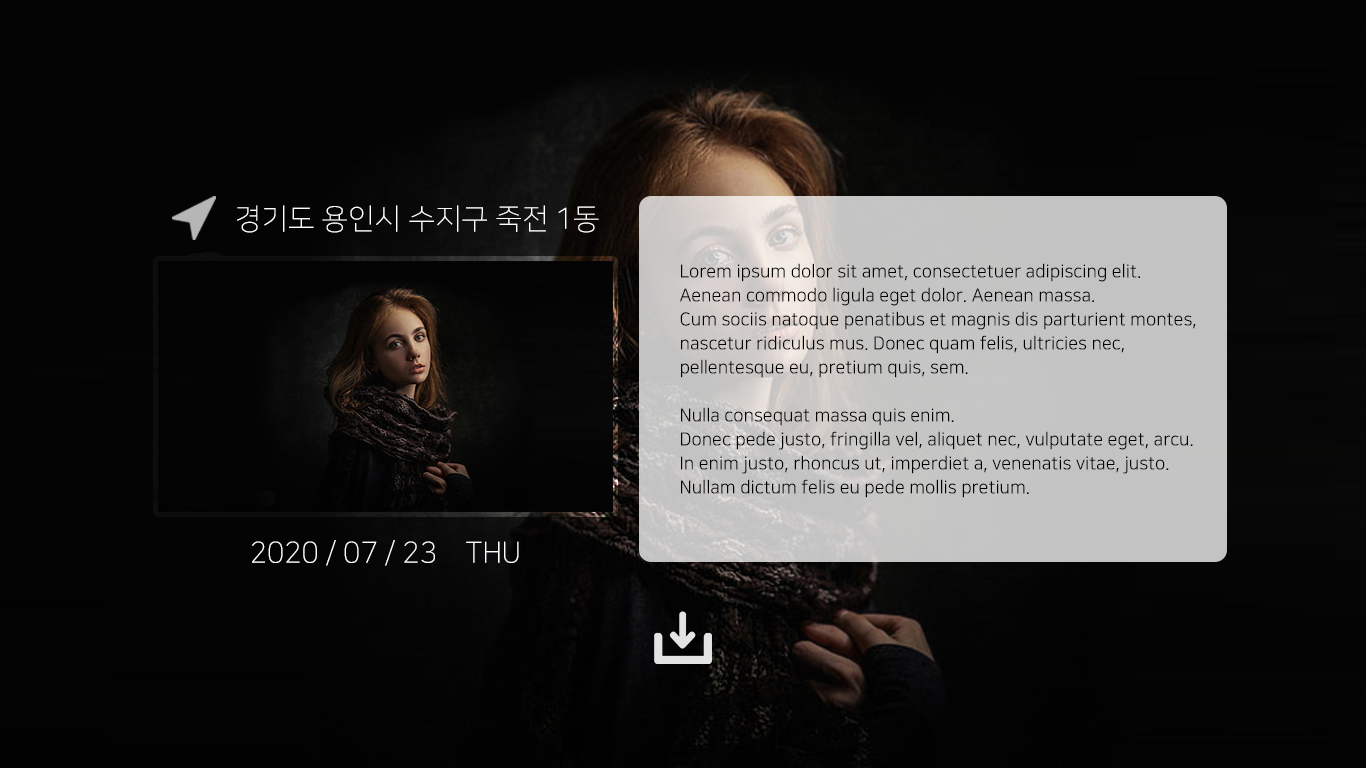 경기도 용인시 수지구 죽전 1동
2020 / 07 / 23 THU
Lorem ipsum dolor sit amet, consectetuer adipiscing elit.
Aenean commodo ligula eget dolor. Aenean massa.
Cum sociis natoque penatibus et magnis dis parturient montes,
nascetur ridiculus mus. Donec quam felis, ultricies nec,
pellentesque eu, pretium quis, sem.
Nulla consequat massa quis enim.
Donec pede justo, fringilla vel, aliquet nec, vulputate eget, arcu.
In enim justo, rhoncus ut, imperdiet a, venenatis vitae, justo.
Nullam dictum felis eu pede mollis pretium.